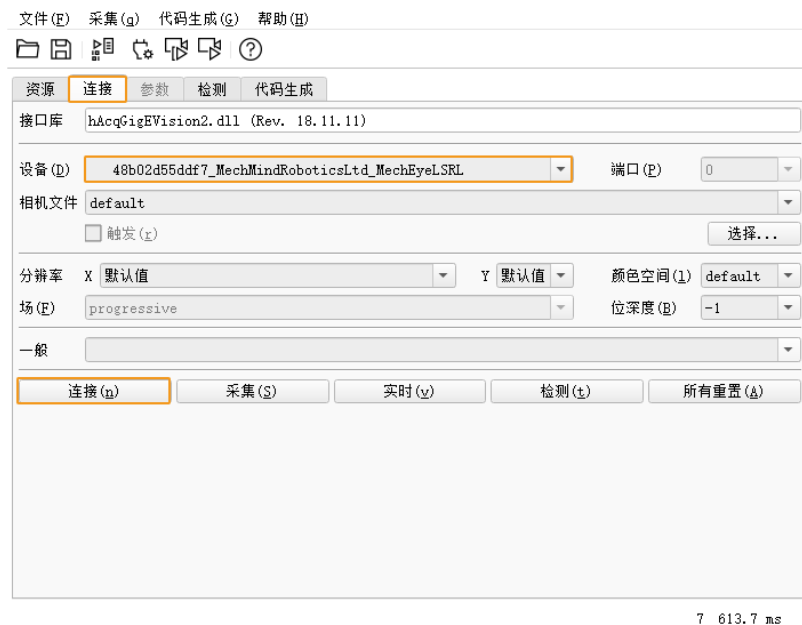 文件(F) 采集(q) 代码生成(G) 帮助(H)
资源 连接 参数 检测 代码生成
接口库 hAcqGigEVision2.dll (Rev. 18.11.11)
设备(D) 48b02d55ddf7_MechMindRoboticsLtd_MechEyeLSRL 端口(P) 0
相机文件 default
触发(r) 选择...
分辨率 X 默认值 Y 默认值 颜色空间(l) default
场(F) progressive 位深度(B) -1
一般
连接(n) 采集(S) 实时(v) 检测(t) 所有重置(A)
7 613.7 ms